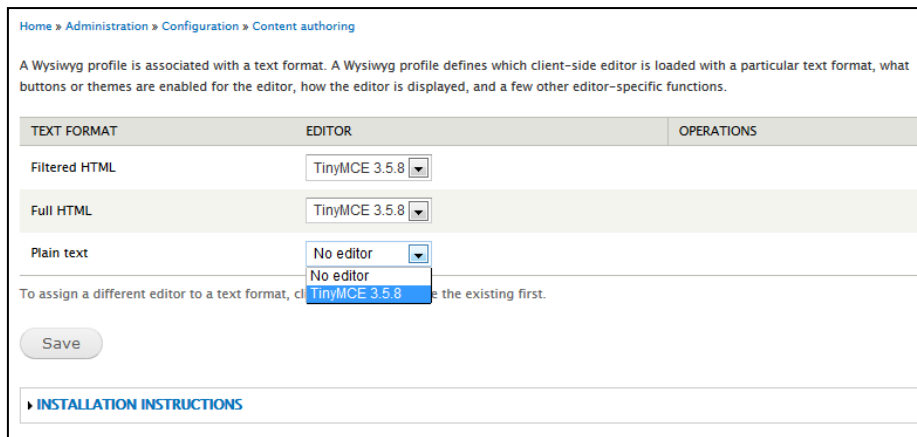 Home » Administration » Configuration » Content authoring
A Wysiwyg profile is associated with a text format. A Wysiwyg profile defines which client-side editor is loaded with a particular text format, what
buttons or themes are enabled for the editor, how the editor is displayed, and a few other editor-specific functions.
TEXT FORMAT EDITOR OPERATIONS
Filtered HTML TinyMCE 3.5.8
Full HTML TinyMCE 3.5.8
Plain text No editor
No editor
TinyMCE 3.5.8
To assign a different editor to a text format, cl e the existing first.
Save
INSTALLATION INSTRUCTIONS